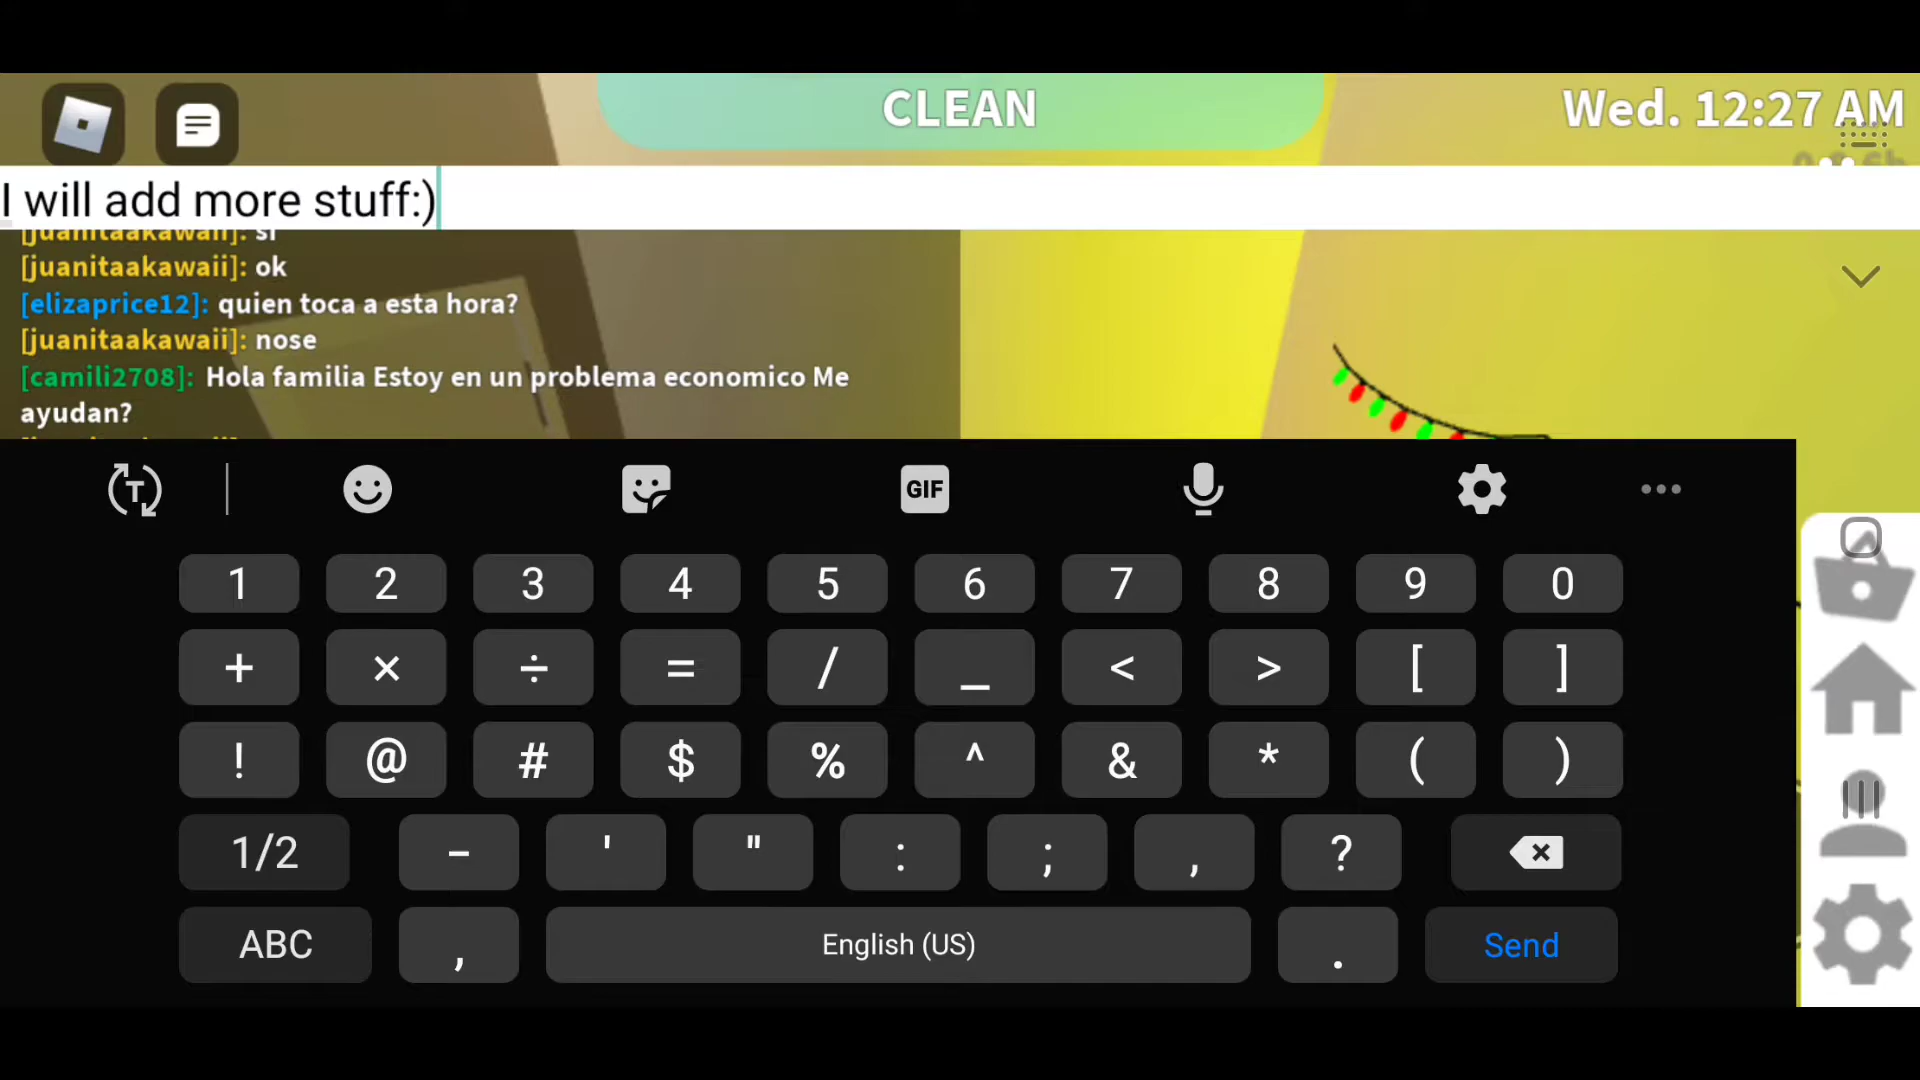 CLEAN
Wed. 12:27 AM
I will add more stuff:)
[juanitaakawaii]: si
[juanitaakawaii]: ok
[elizaprice12]: quien toca a esta hora?
[juanitaakawaii]: nose
[camili2708]: Hola familia Estoy en un problema economico Me
ayudan?
T
GIF
1 2 3 4 5 6 7 8 9 0
+ × ÷ = / _ < > [ ]
! @ # $ % ^ & * ( )
1/2 - ' " : ; , ?
ABC , English (US) . Send